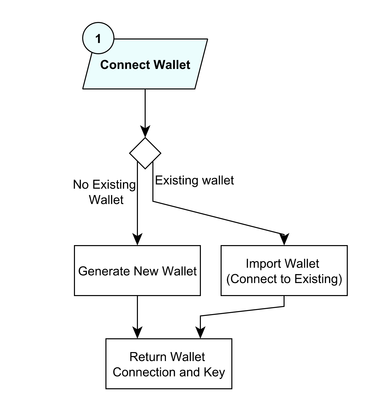 1
Connect Wallet
No Existing
Wallet
Existing wallet
Generate New Wallet
Import Wallet
(Connect to Existing)
Return Wallet
Connection and Key